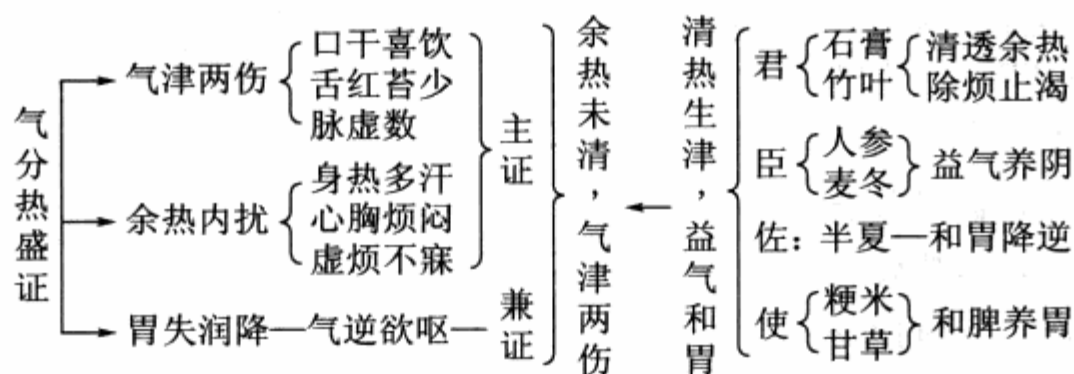 气分热盛证
气津两伤
口干喜饮
舌红苔少
脉虚数
余热内扰
身热多汗
心胸烦闷
虚烦不寐
主证
胃失润降—气逆欲呕—
兼证
余热未清，气津两伤
清热生津，益气和胃
君
石膏
竹叶
清透余热
除烦止渴
臣
人参
麦冬
益气养阴
佐：半夏—和胃降逆
使
粳米
甘草
和脾养胃